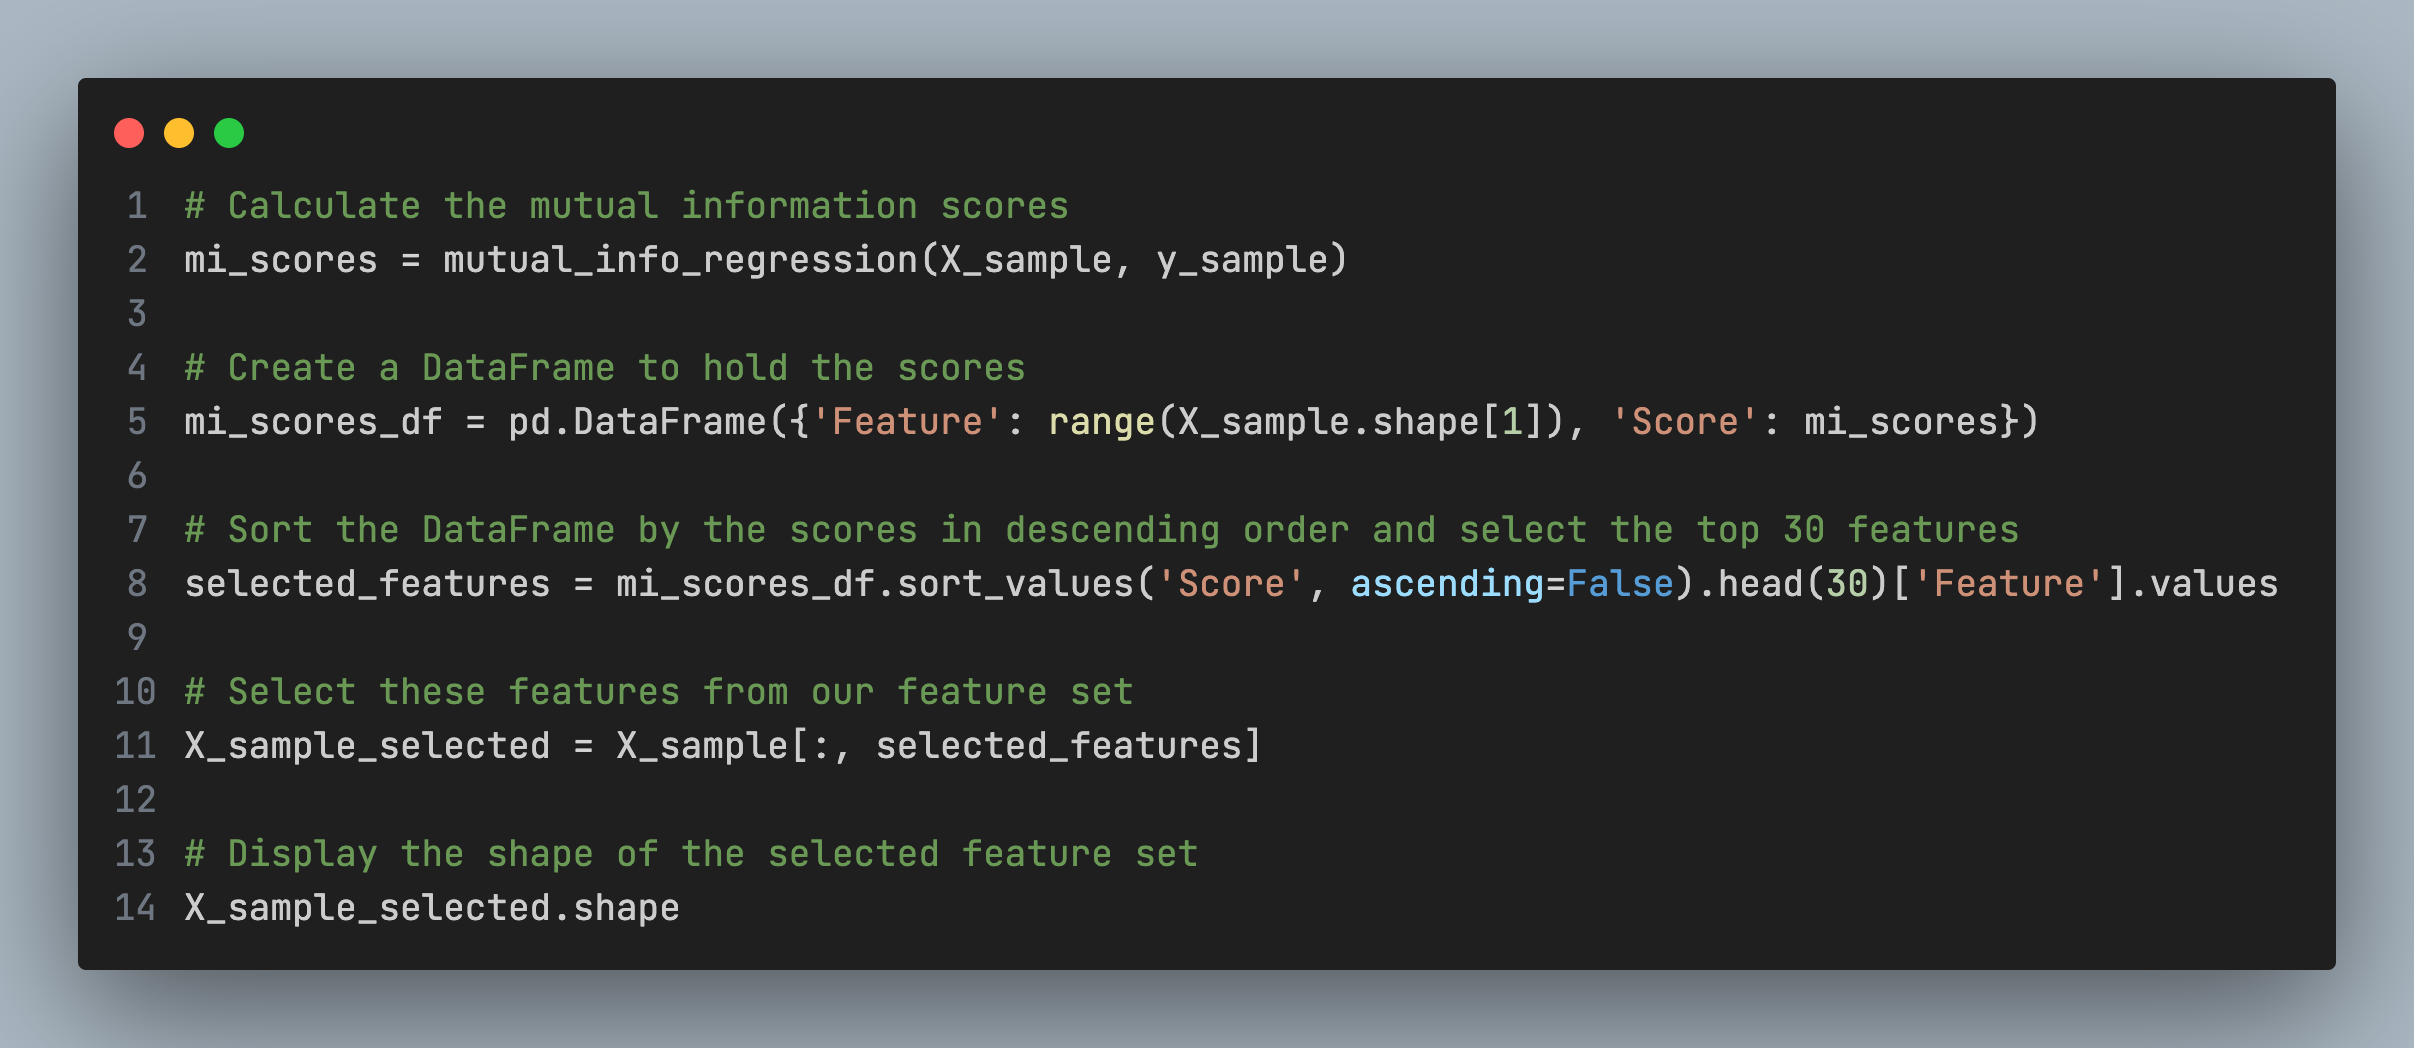 1 # Calculate the mutual information scores
2 mi_scores = mutual_info_regression(X_sample, y_sample)
3
4 # Create a DataFrame to hold the scores
5 mi_scores_df = pd.DataFrame({'Feature': range(X_sample.shape[1]), 'Score': mi_scores})
6
7 # Sort the DataFrame by the scores in descending order and select the top 30 features
8 selected_features = mi_scores_df.sort_values('Score', ascending=False).head(30)['Feature'].values
9
10 # Select these features from our feature set
11 X_sample_selected = X_sample[:, selected_features]
12
13 # Display the shape of the selected feature set
14 X_sample_selected.shape